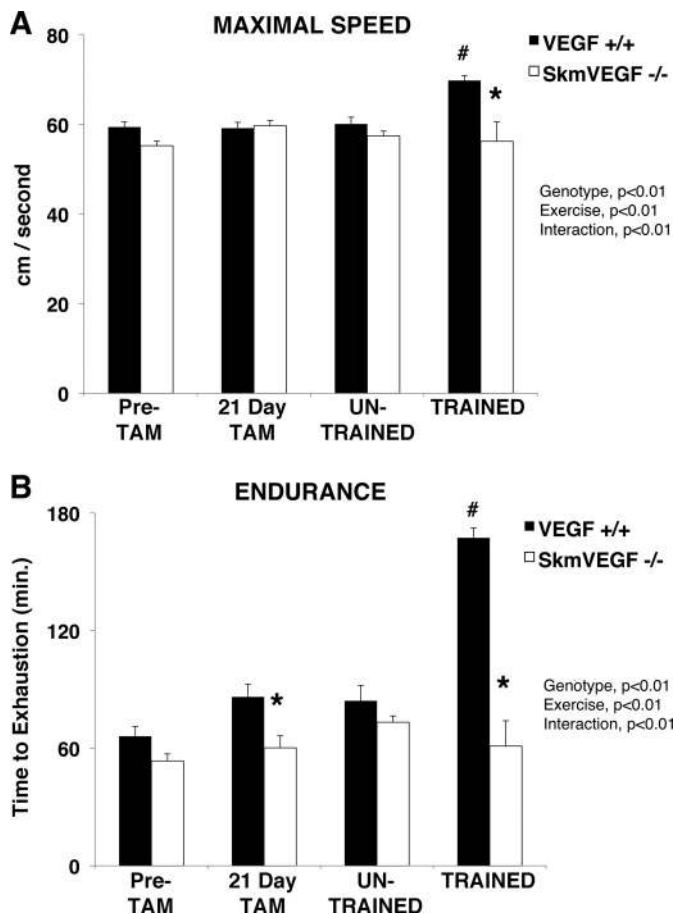 A
MAXIMAL SPEED
VEGF +/+
SkmVEGF -/-
#
*
80
60
40
20
0
cm / second
Genotype, p<0.01
Exercise, p<0.01
Interaction, p<0.01
Pre-
TAM
21 Day
TAM
UN-
TRAINED
TRAINED
B
ENDURANCE
VEGF +/+
SkmVEGF -/-
#
*
*
180
120
60
0
Time to Exhaustion (min.)
Genotype, p<0.01
Exercise, p<0.01
Interaction, p<0.01
Pre-
TAM
21 Day
TAM
UN-
TRAINED
TRAINED